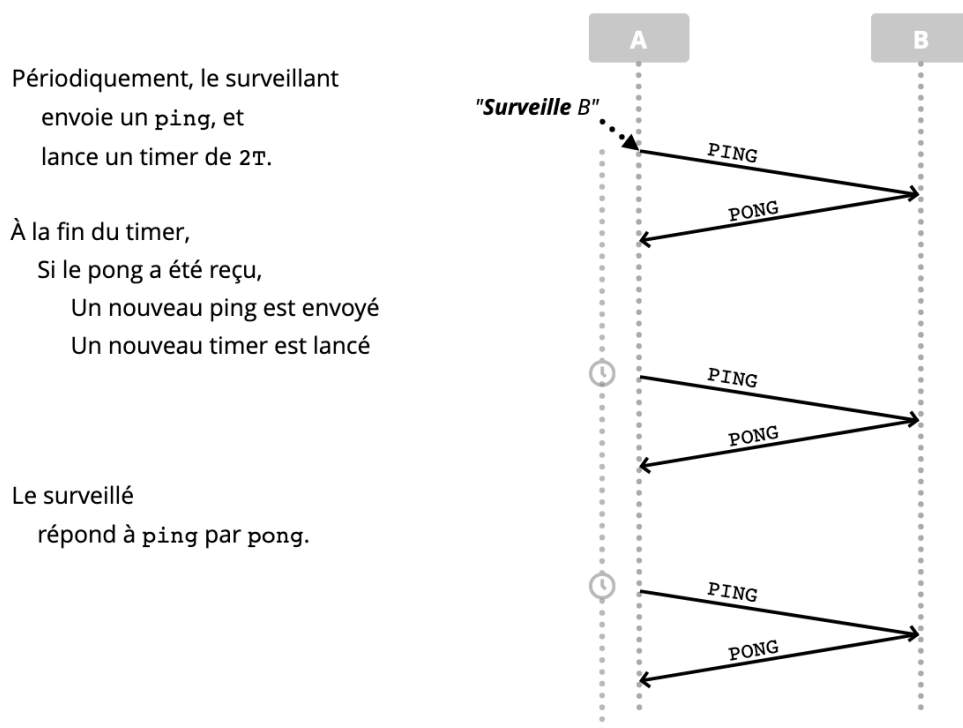 A
B
Périodiquement, le surveillant
envoie un ping, et
lance un timer de 2T.
"Surveille B"
PING
PONG
À la fin du timer,
Si le pong a été reçu,
Un nouveau ping est envoyé
Un nouveau timer est lancé
PING
PONG
Le surveillé
répond à ping par pong.
PING
PONG